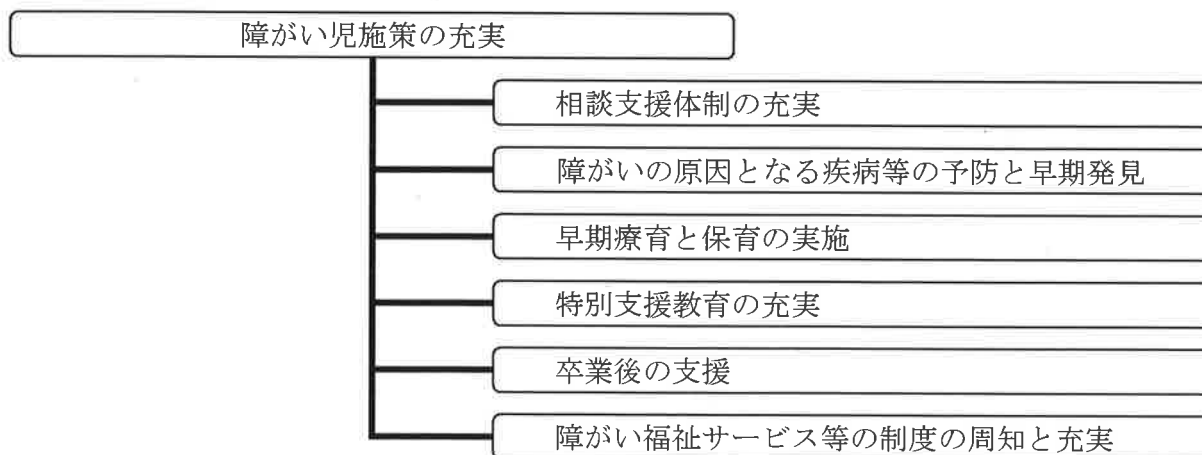 障がい児施策の充実
相談支援体制の充実
障がいの原因となる疾病等の予防と早期発見
早期療育と保育の実施
特別支援教育の充実
卒業後の支援
障がい福祉サービス等の制度の周知と充実